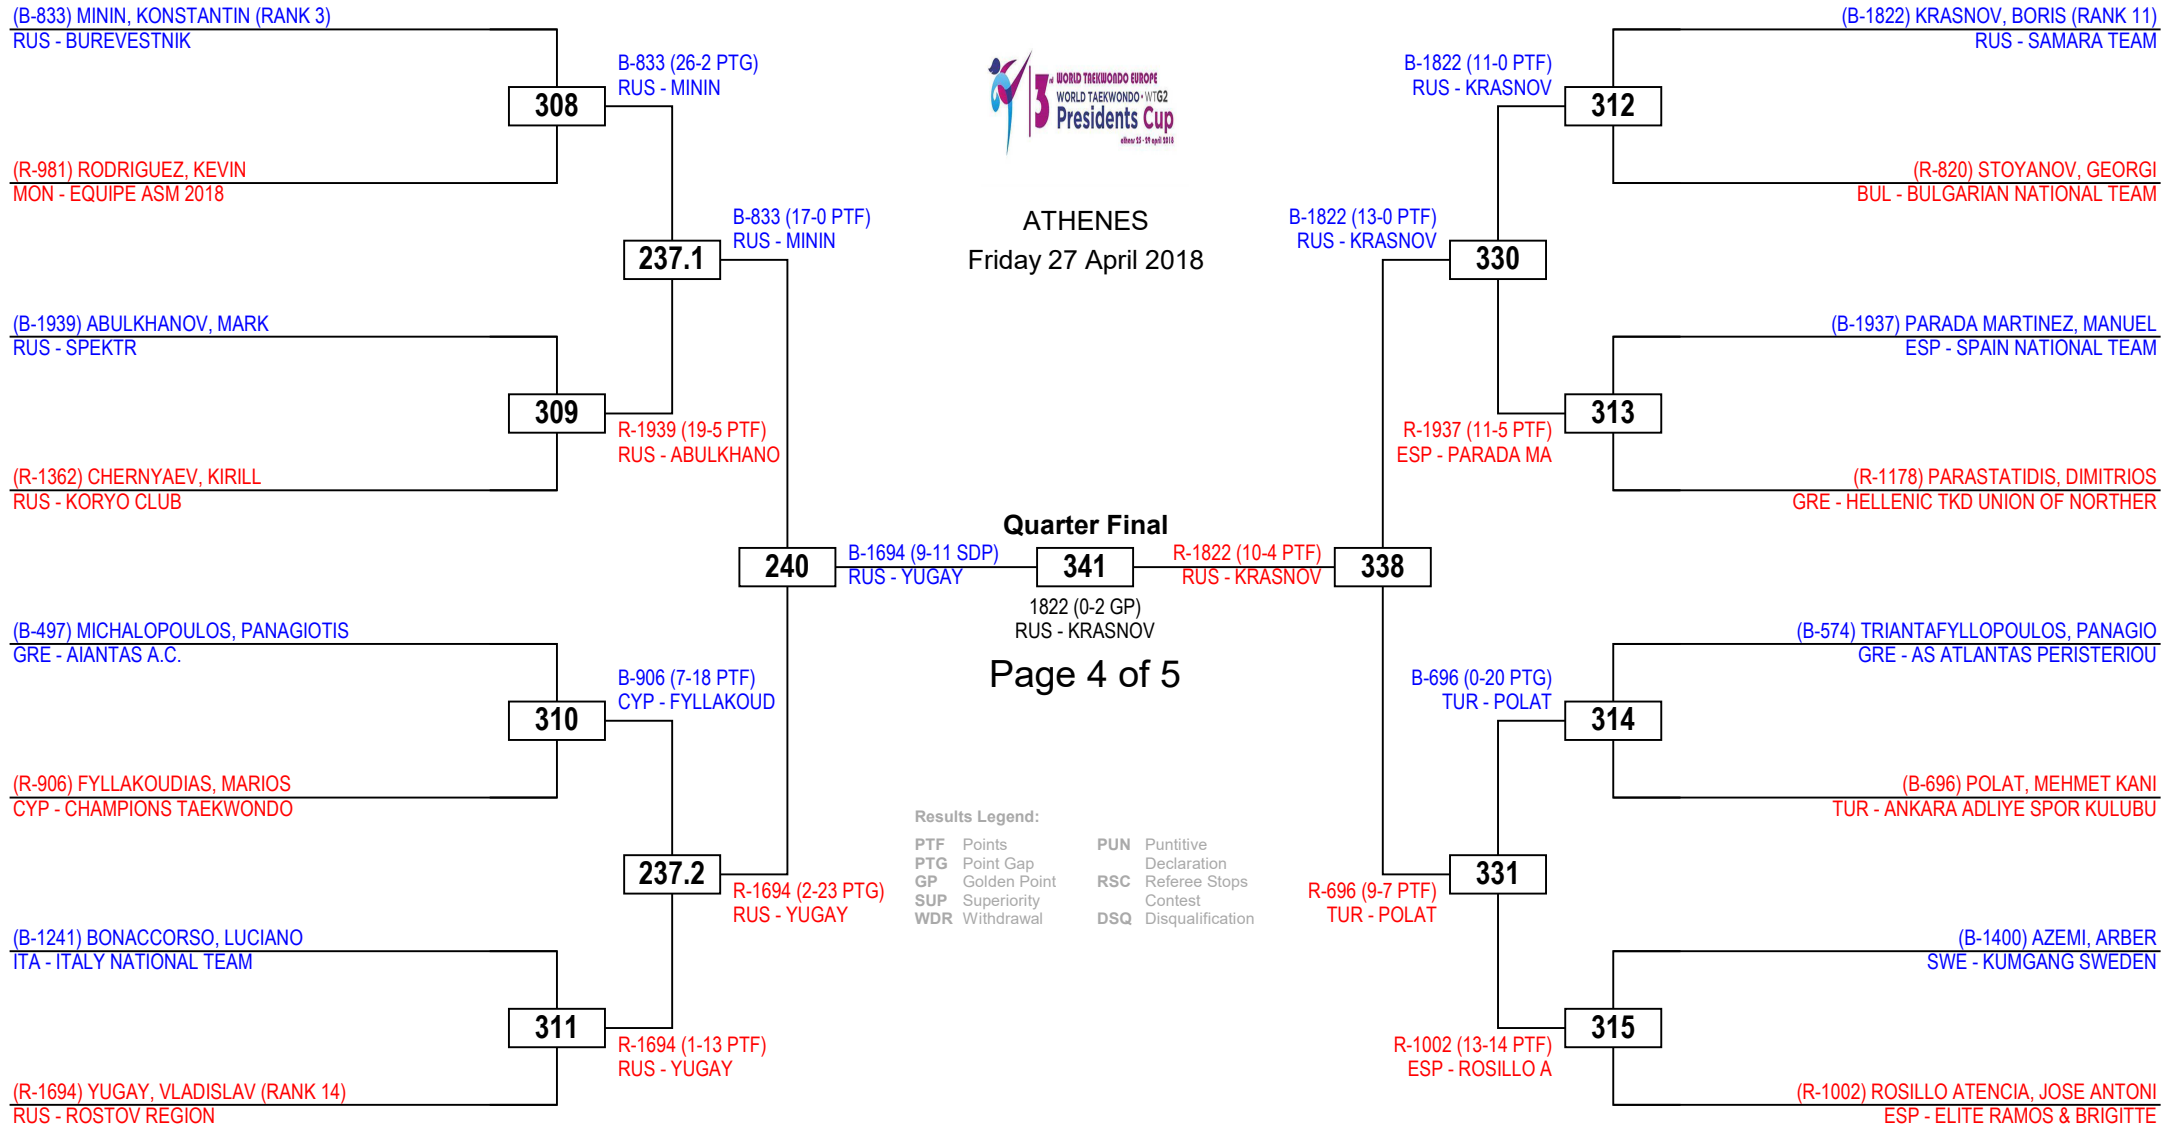 (B-833) MININ, KONSTANTIN (RANK 3)
RUS - BUREVESTNIK
308
(R-981) RODRIGUEZ, KEVIN
MON - EQUIPE ASM 2018
B-833 (26-2 PTG)
RUS - MININ
237.1
B-833 (17-0 PTF)
RUS - MININ
(B-1939) ABULKHANOV, MARK
RUS - SPEKTR
309
R-1939 (19-5 PTF)
RUS - ABULKHANO
(R-1362) CHERNYAEV, KIRILL
RUS - KORYO CLUB
240
B-1694 (9-11 SDP)
RUS - YUGAY
(B-497) MICHALOPOULOS, PANAGIOTIS
GRE - AIANTAS A.C.
310
B-906 (7-18 PTF)
CYP - FYLLAKOUD
(R-906) FYLLAKOUDIAS, MARIOS
CYP - CHAMPIONS TAEKWONDO
237.2
R-1694 (2-23 PTG)
RUS - YUGAY
(B-1241) BONACCORSO, LUCIANO
ITA - ITALY NATIONAL TEAM
311
R-1694 (1-13 PTF)
RUS - YUGAY
(R-1694) YUGAY, VLADISLAV (RANK 14)
RUS - ROSTOV REGION
3rd WORLD TAEKWONDO EUROPE
WORLD TAEKWONDO • WTG2
Presidents Cup
athens 25 - 29 april 2018
ATHENES
Friday 27 April 2018
Quarter Final
341
1822 (0-2 GP)
RUS - KRASNOV
Page 4 of 5
Results Legend:
PTF Points
PTG Point Gap
GP Golden Point
SUP Superiority
WDR Withdrawal
PUN Puntitive
Declaration
RSC Referee Stops
Contest
DSQ Disqualification
(B-1822) KRASNOV, BORIS (RANK 11)
RUS - SAMARA TEAM
B-1822 (11-0 PTF)
RUS - KRASNOV
312
(R-820) STOYANOV, GEORGI
BUL - BULGARIAN NATIONAL TEAM
B-1822 (13-0 PTF)
RUS - KRASNOV
330
(B-1937) PARADA MARTINEZ, MANUEL
ESP - SPAIN NATIONAL TEAM
313
R-1937 (11-5 PTF)
ESP - PARADA MA
(R-1178) PARASTATIDIS, DIMITRIOS
GRE - HELLENIC TKD UNION OF NORTHER
R-1822 (10-4 PTF)
RUS - KRASNOV
338
(B-574) TRIANTAFYLLOPOULOS, PANAGIO
GRE - AS ATLANTAS PERISTERIOU
B-696 (0-20 PTG)
TUR - POLAT
314
(B-696) POLAT, MEHMET KANI
TUR - ANKARA ADLIYE SPOR KULUBU
331
R-696 (9-7 PTF)
TUR - POLAT
(B-1400) AZEMI, ARBER
SWE - KUMGANG SWEDEN
315
R-1002 (13-14 PTF)
ESP - ROSILLO A
(R-1002) ROSILLO ATENCIA, JOSE ANTONI
ESP - ELITE RAMOS & BRIGITTE